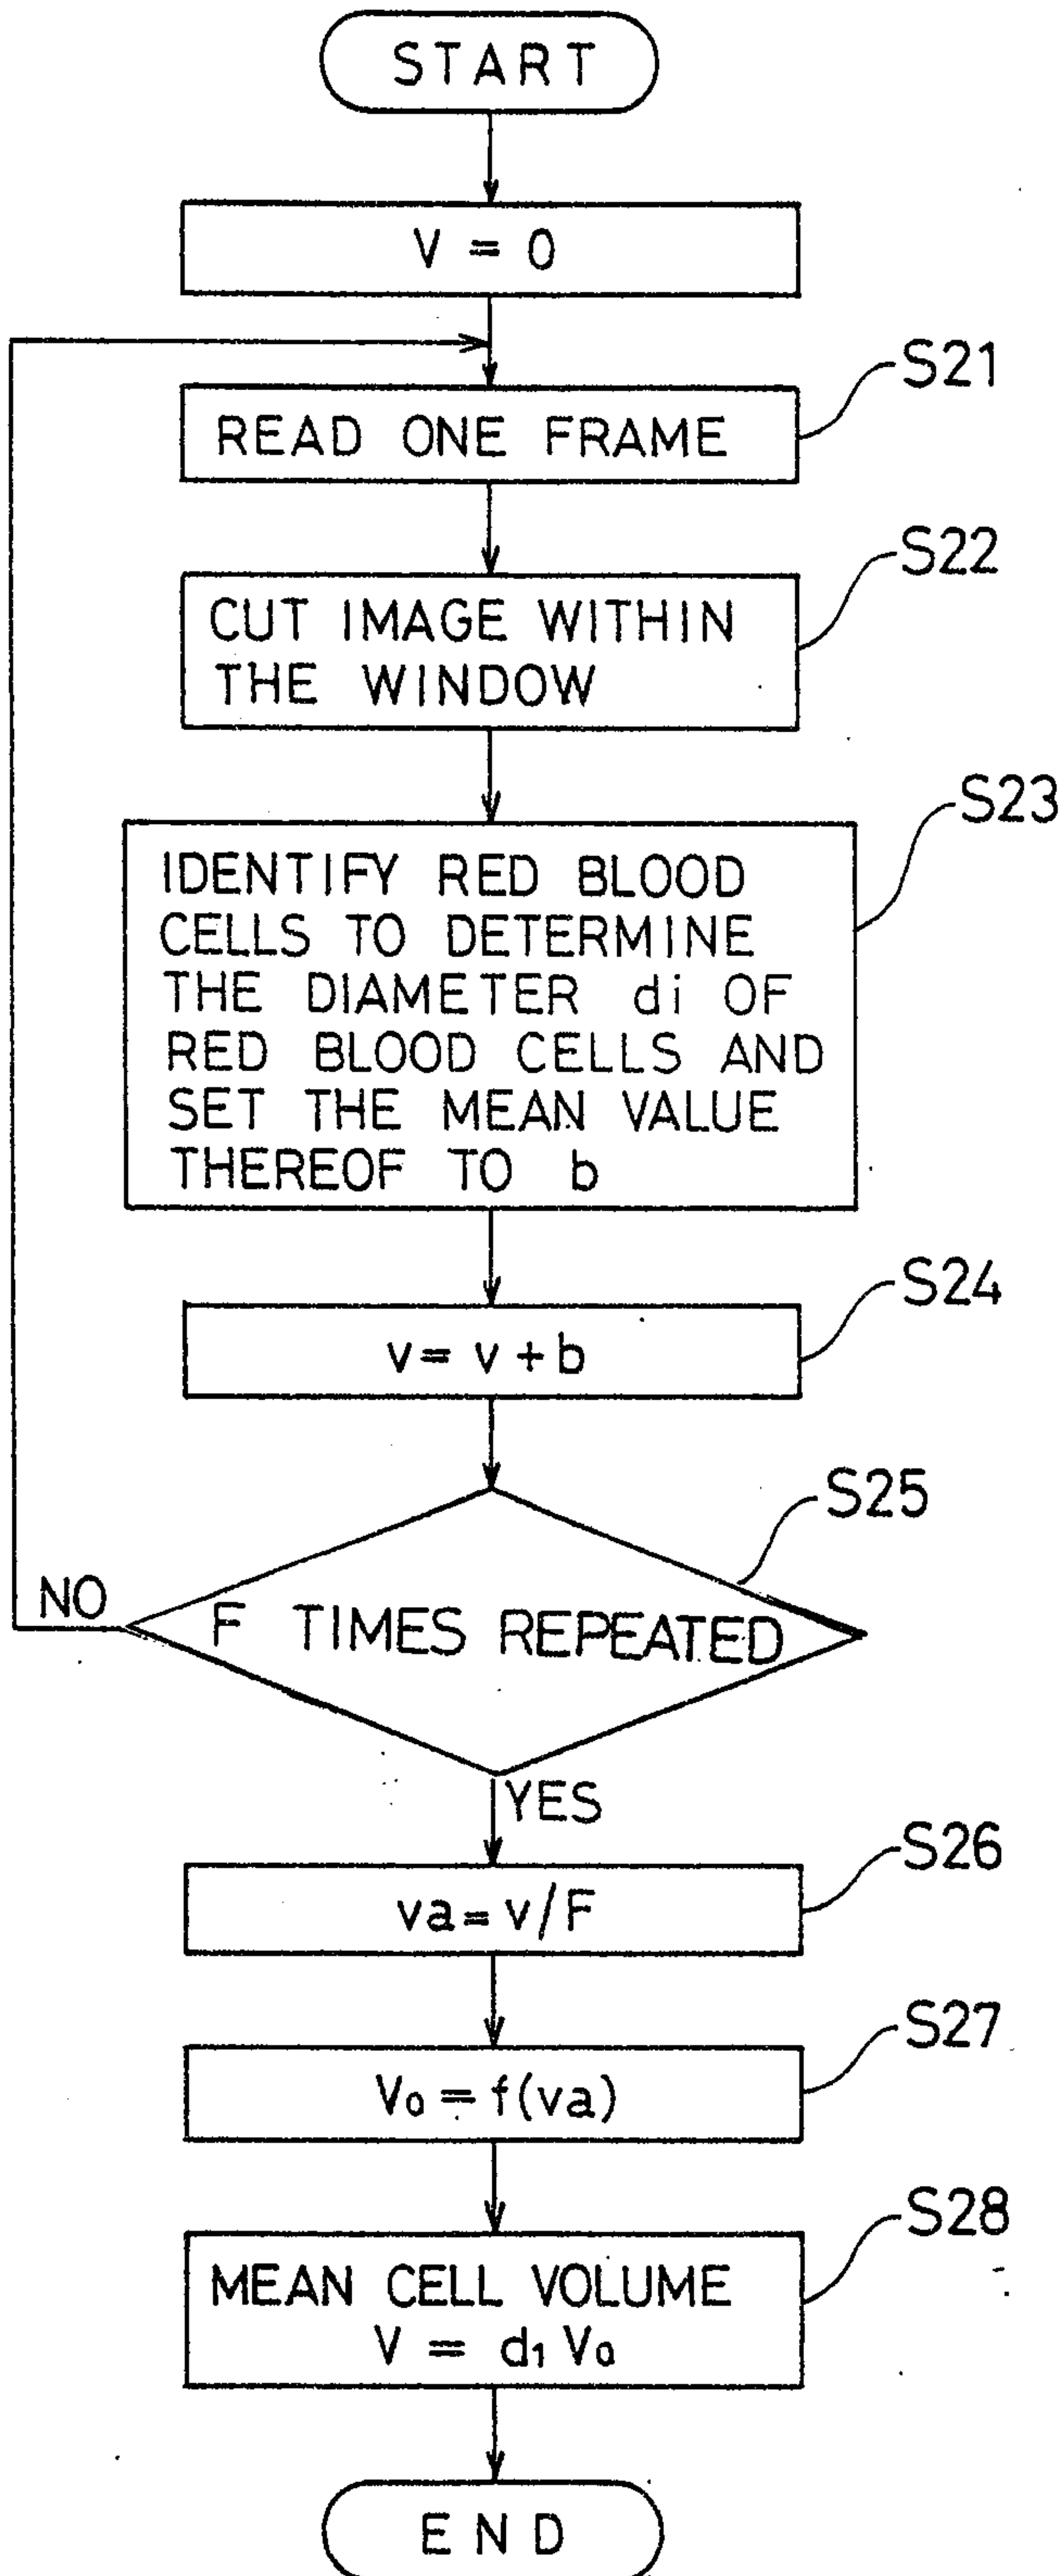 START
V = 0
READ ONE FRAME
S21
CUT IMAGE WITHIN
THE WINDOW
S22
IDENTIFY RED BLOOD
CELLS TO DETERMINE
THE DIAMETER di OF
RED BLOOD CELLS AND
SET THE MEAN VALUE
THEREOF TO b
S23
v = v + b
S24
F TIMES REPEATED
S25
NO
YES
va = v/F
S26
V₀ = f(va)
S27
MEAN CELL VOLUME
V = d₁ V₀
S28
END